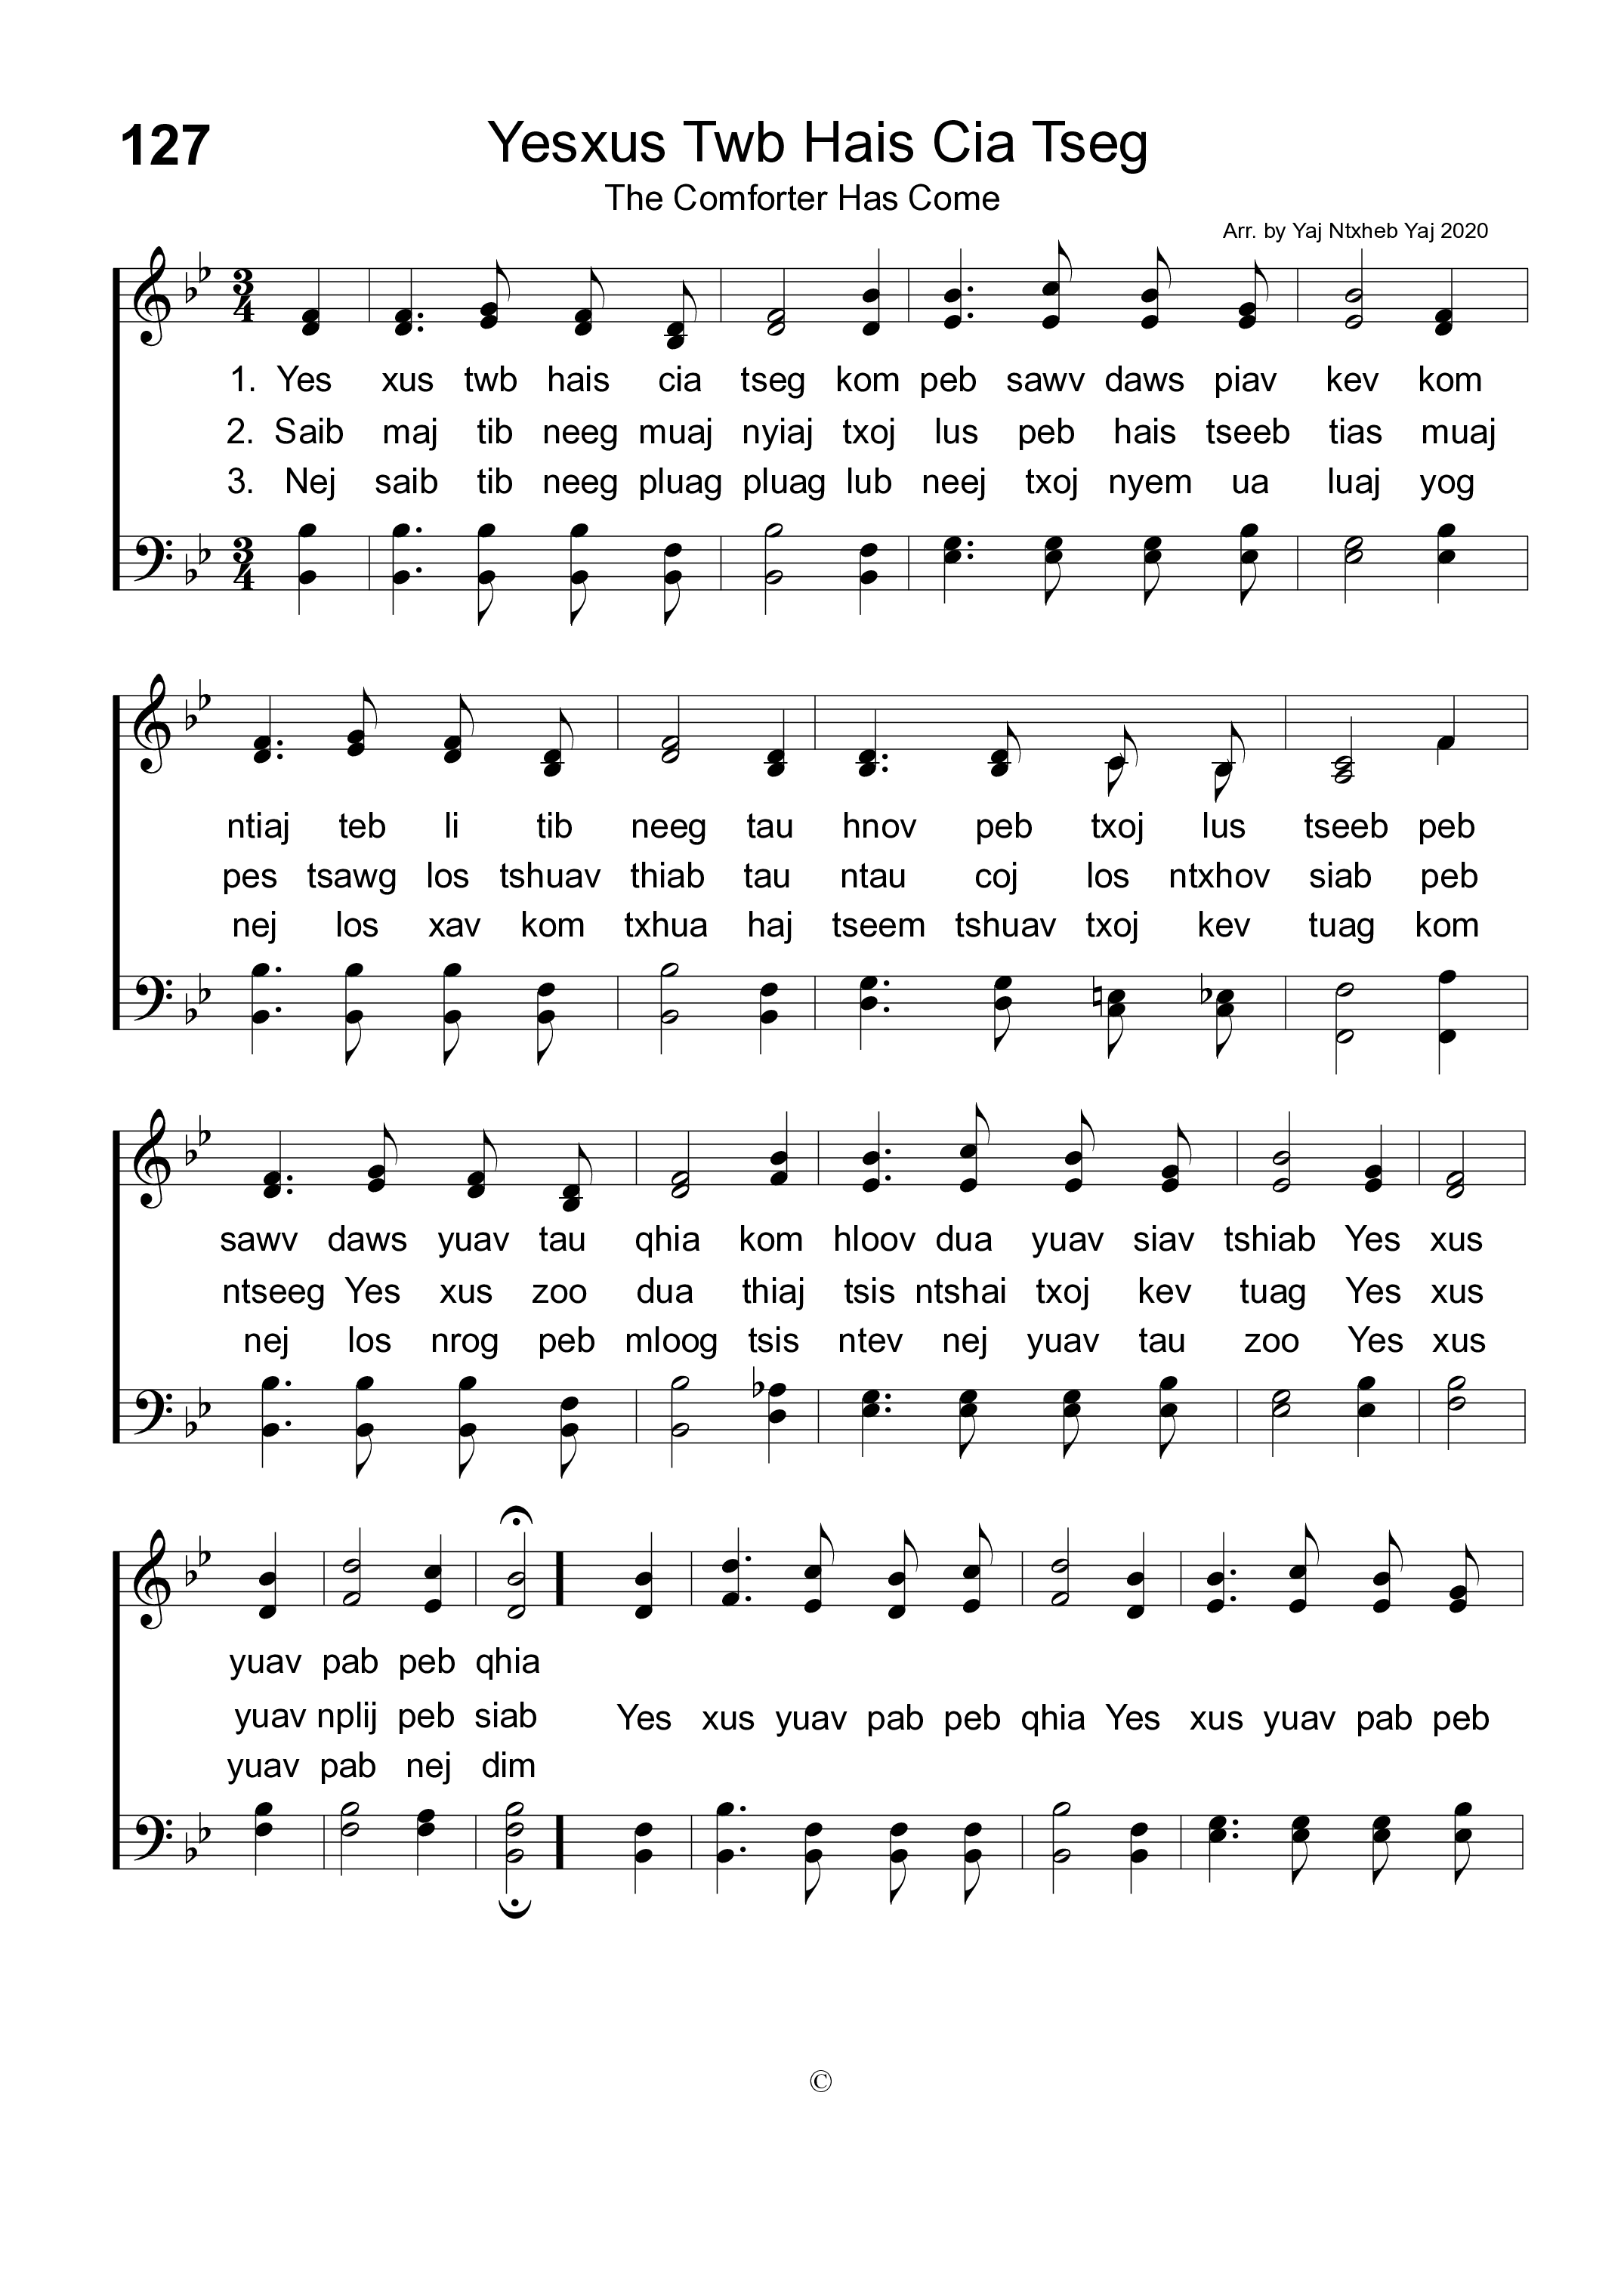 127
Yesxus Twb Hais Cia Tseg
The Comforter Has Come
Arr. by Yaj Ntxheb Yaj 2020
3
4
1. Yes xus twb hais cia tseg kom peb sawv daws piav kev kom
2. Saib maj tib neeg muaj nyiaj txoj lus peb hais tseeb tias muaj
3. Nej saib tib neeg pluag pluag lub neej txoj nyem ua luaj yog
3
4
ntiaj teb li tib neeg tau hnov peb txoj lus tseeb peb
pes tsawg los tshuav thiab tau ntau coj los ntxhov siab peb
nej los xav kom txhua haj tseem tshuav txoj kev tuag kom
sawv daws yuav tau qhia kom hloov dua yuav siav tshiab Yes xus
ntseeg Yes xus zoo dua thiaj tsis ntshai txoj kev tuag Yes xus
nej los nrog peb mloog tsis ntev nej yuav tau zoo Yes xus
yuav pab peb qhia
yuav nplij peb siab Yes xus yuav pab peb qhia Yes xus yuav pab peb
yuav pab nej dim
©